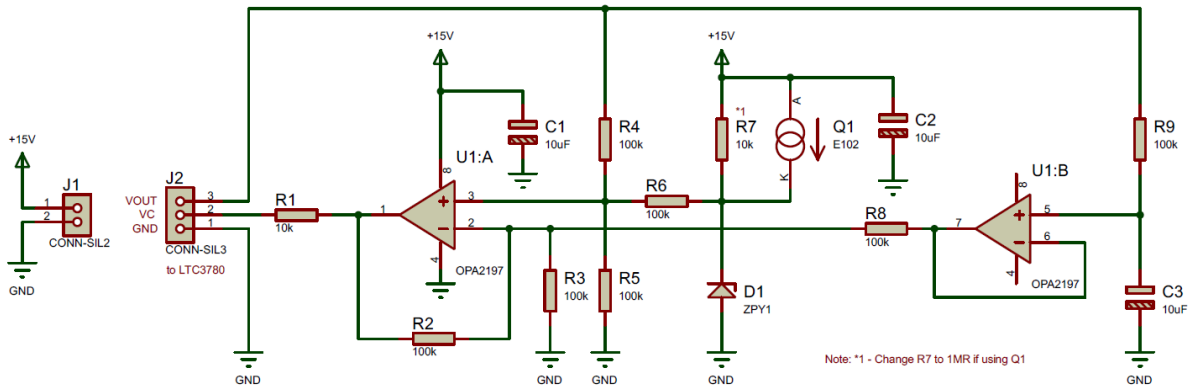 +15V
+15V
*1
A
C1
10uF
R4
100k
R7
10k
Q1
E102
C2
10uF
R9
100k
+15V
U1:A
8
K
U1:B
8
J1
J2
VOUT
3
VC
2
GND
1
R1
10k
1
3
2
4
R6
100k
R8
100k
7
5
6
4
1
2
CONN-SIL2
CONN-SIL3
to LTC3780
OPA2197
OPA2197
GND
GND
R3
100k
R5
100k
D1
ZPY1
C3
10uF
R2
100k
GND
GND
Note: *1 - Change R7 to 1MR if using Q1
GND
GND
GND
GND
GND
GND